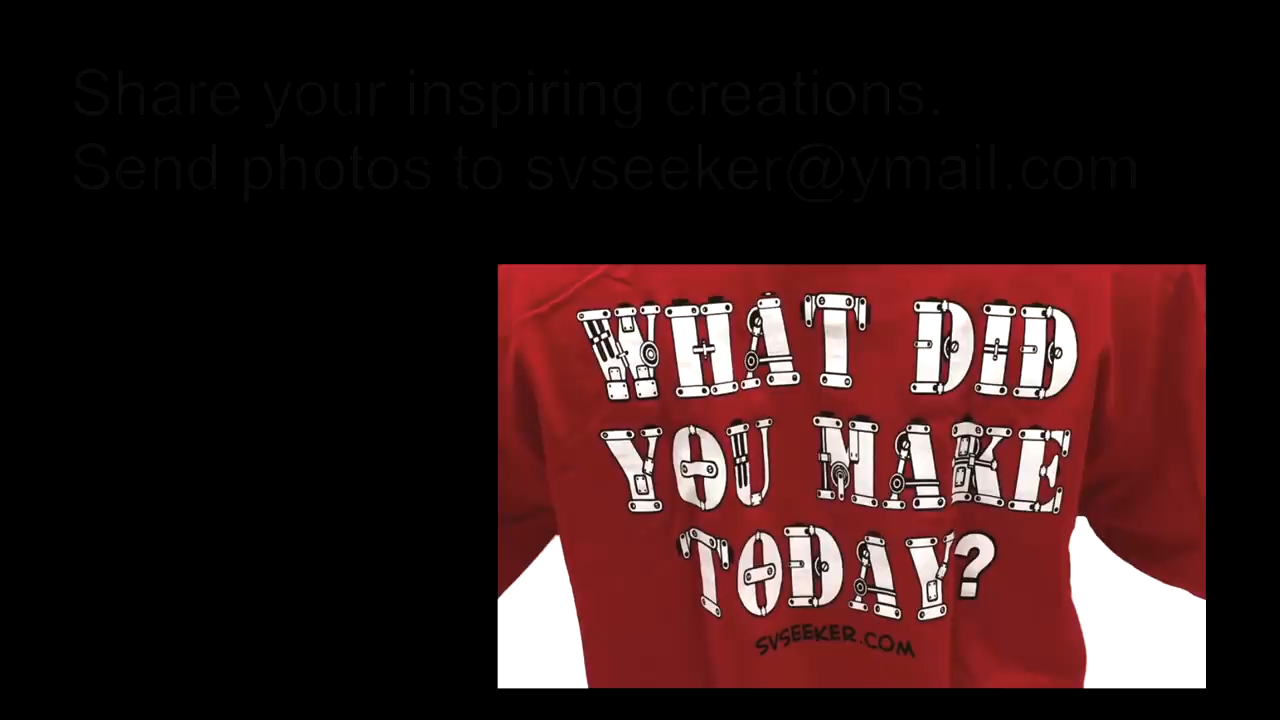 Share your inspiring creations.
Send photos to svseeker@ymail.com
WHAT DID
YOU MAKE
TODAY?
SVSEEKER.COM